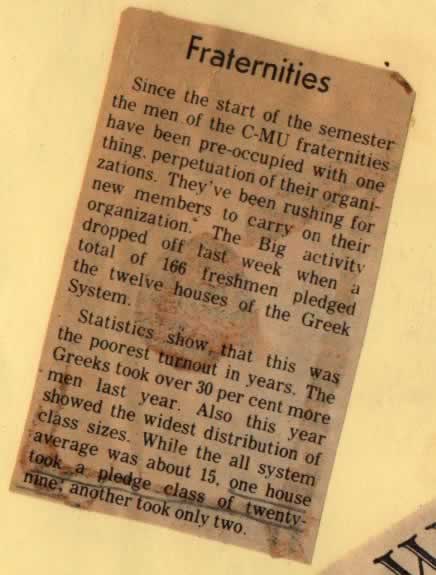 Fraternities
Since the start of the semester
the men of the C-MU fraternities
have been pre-occupied with one
thing, perpetuation of their organi-
zations. They've been rushing for
new members to carry on their
organization. The Big activity
dropped off last week when a
total of 166 freshmen pledged
the twelve houses of the Greek
System.
Statistics show, that this was
the poorest turnout in years. The
Greeks took over 30 per cent more
men last year. Also this year
showed the widest distribution of
class sizes. While the all system
average was about 15, one house
took a pledge class of twenty-
nine; another took only two.